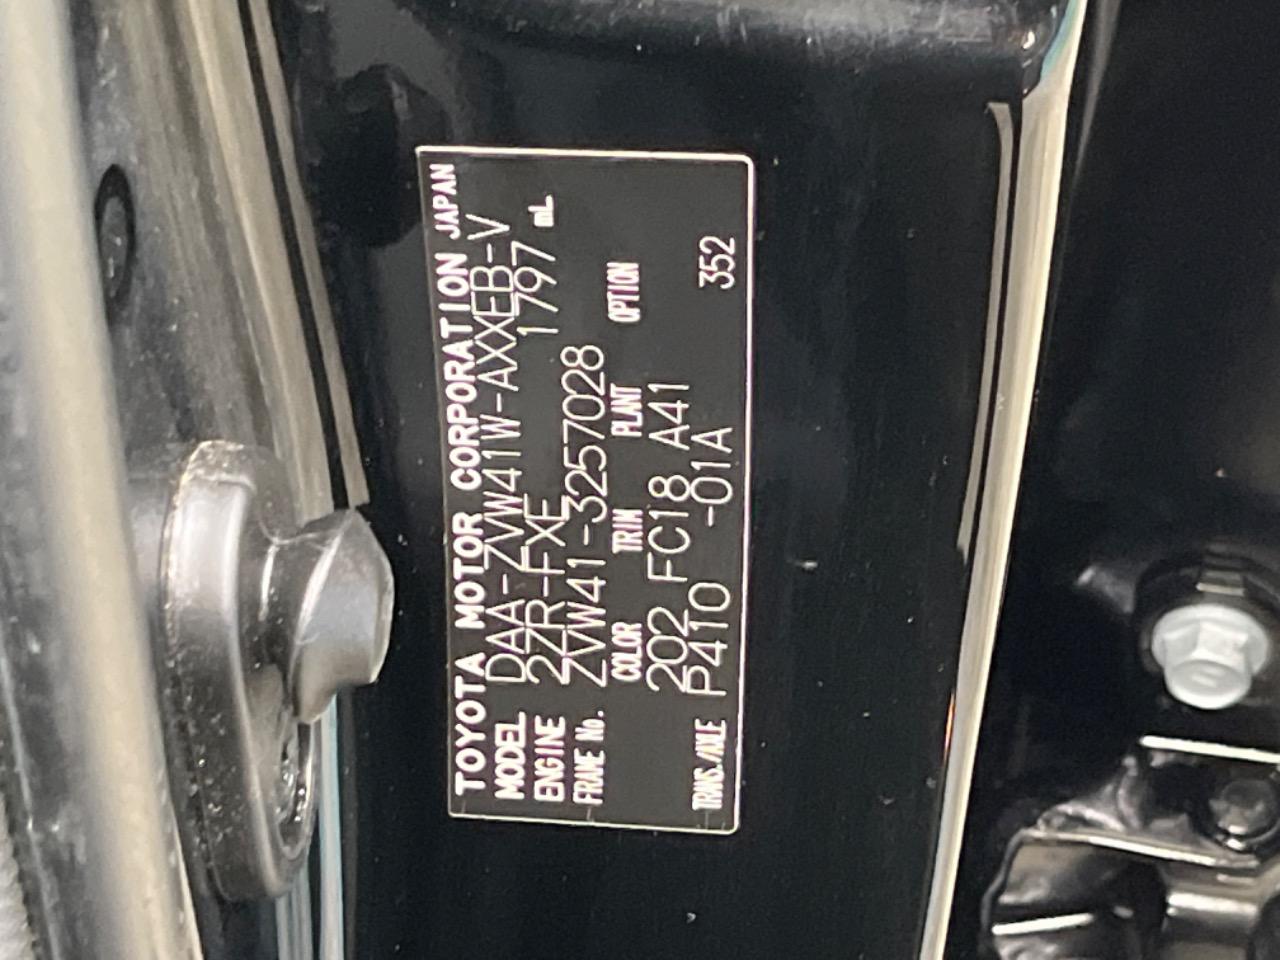 TOYOTA MOTOR CORPORATION JAPAN
MODEL DAA-ZVW41W-AXXEB-V
ENGINE 2ZR-FXE 1797 mL
FRAME No. ZVW41-3257028
COLOR TRIM PLANT OPTION
202 FC18 A41
TRANS./AXLE P410 -01A 352